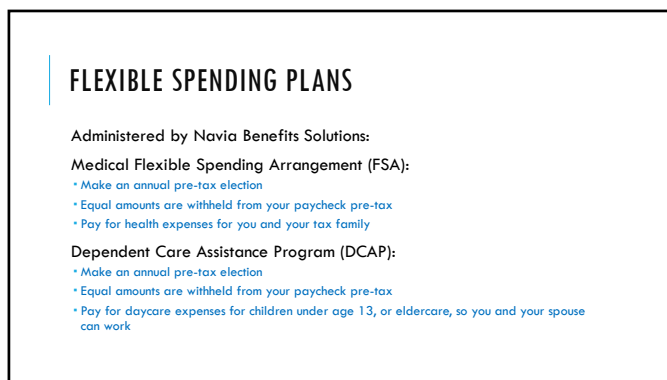 FLEXIBLE SPENDING PLANS
Administered by Navia Benefits Solutions:
Medical Flexible Spending Arrangement (FSA):
▪ Make an annual pre-tax election
▪ Equal amounts are withheld from your paycheck pre-tax
▪ Pay for health expenses for you and your tax family
Dependent Care Assistance Program (DCAP):
▪ Make an annual pre-tax election
▪ Equal amounts are withheld from your paycheck pre-tax
▪ Pay for daycare expenses for children under age 13, or eldercare, so you and your spouse
can work